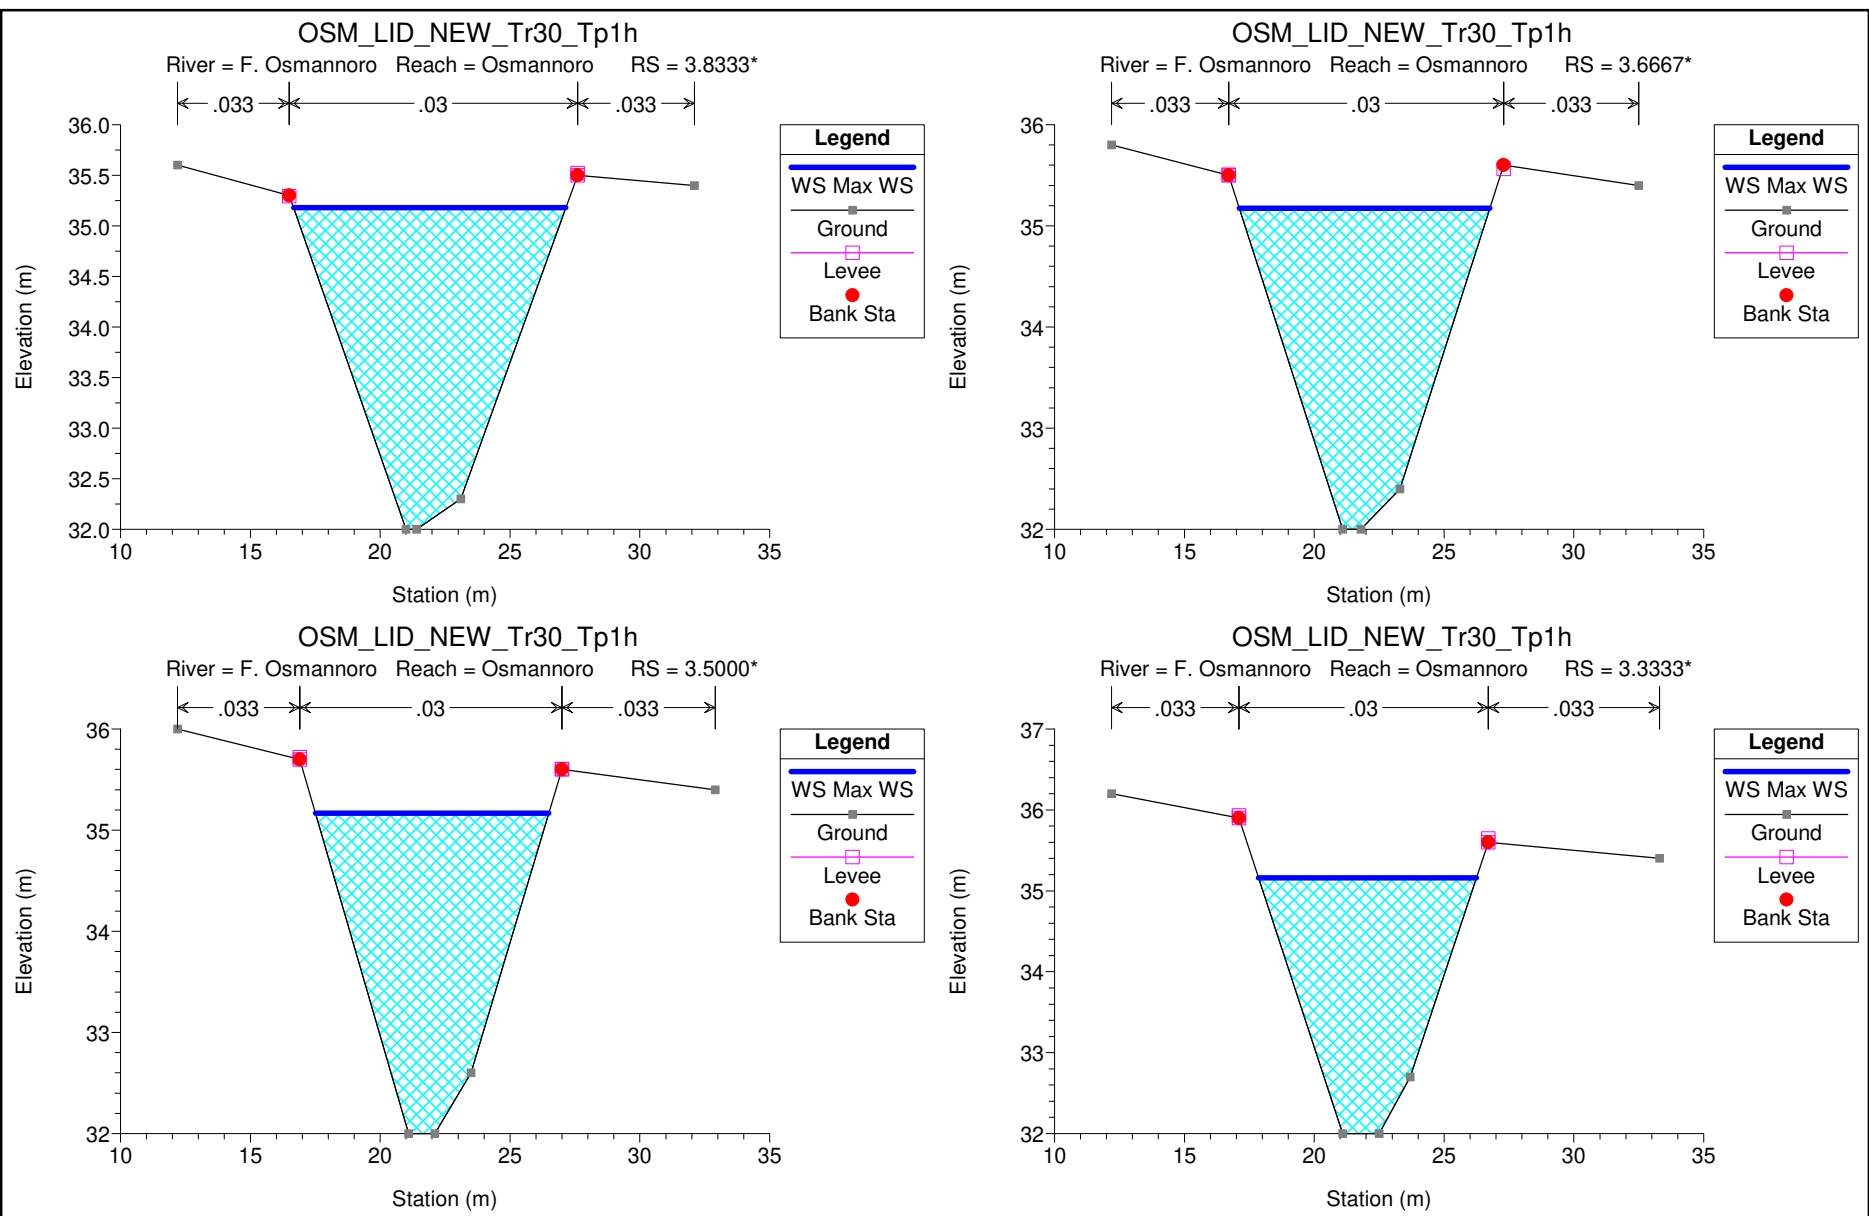 OSM_LID_NEW_Tr30_Tp1h
River = F. Osmannoro Reach = Osmannoro RS = 3.8333*
.033 .03 .033
36.0
35.5
35.0
34.5
34.0
33.5
33.0
32.5
32.0
10 15 20 25 30 35
Station (m)
Elevation (m)
Legend
WS Max WS
Ground
Levee
Bank Sta
OSM_LID_NEW_Tr30_Tp1h
River = F. Osmannoro Reach = Osmannoro RS = 3.6667*
.033 .03 .033
36
35
34
33
32
10 15 20 25 30 35
Station (m)
Elevation (m)
Legend
WS Max WS
Ground
Levee
Bank Sta
OSM_LID_NEW_Tr30_Tp1h
River = F. Osmannoro Reach = Osmannoro RS = 3.5000*
.033 .03 .033
36
35
34
33
32
10 15 20 25 30 35
Station (m)
Elevation (m)
Legend
WS Max WS
Ground
Levee
Bank Sta
OSM_LID_NEW_Tr30_Tp1h
River = F. Osmannoro Reach = Osmannoro RS = 3.3333*
.033 .03 .033
37
36
35
34
33
32
10 15 20 25 30 35
Station (m)
Elevation (m)
Legend
WS Max WS
Ground
Levee
Bank Sta